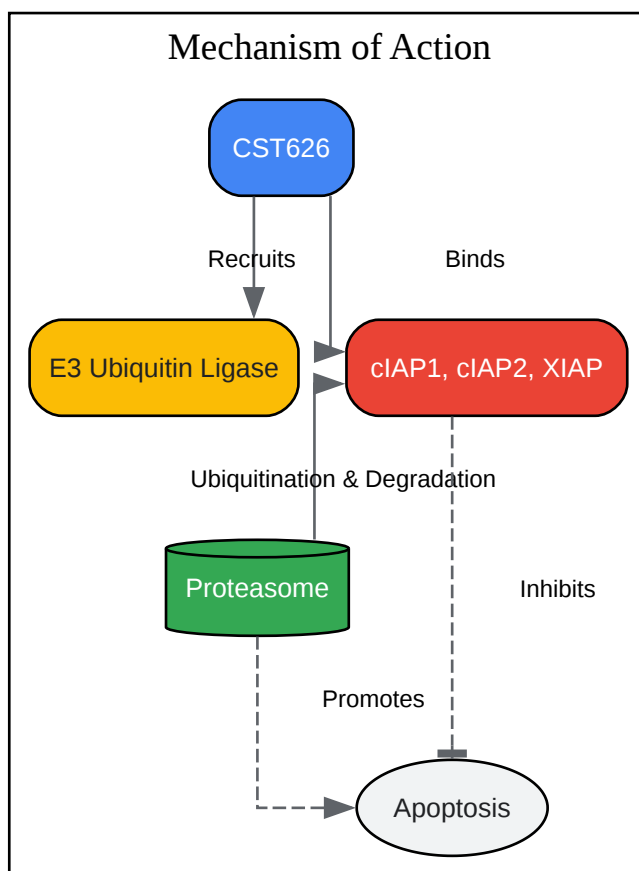 Mechanism of Action
CST626
Recruits
Binds
E3 Ubiquitin Ligase
cIAP1, cIAP2, XIAP
Ubiquitination & Degradation
Proteasome
Inhibits
Promotes
Apoptosis